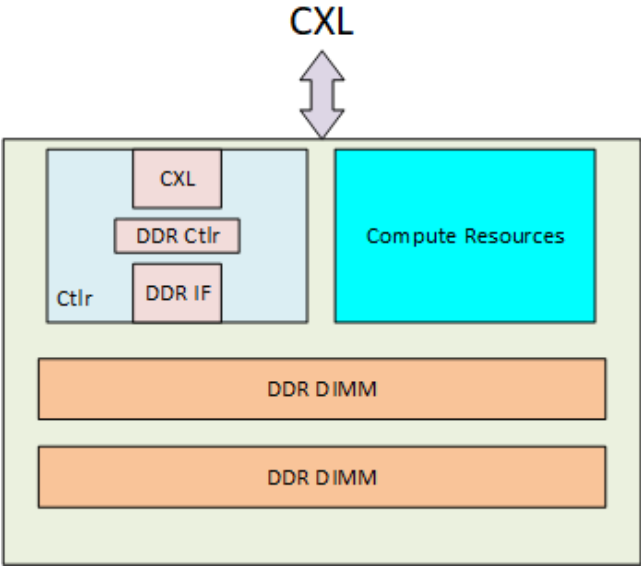 CXL
CXL
DDR Ctlr
DDR IF
Ctlr
Compute Resources
DDR DIMM
DDR DIMM